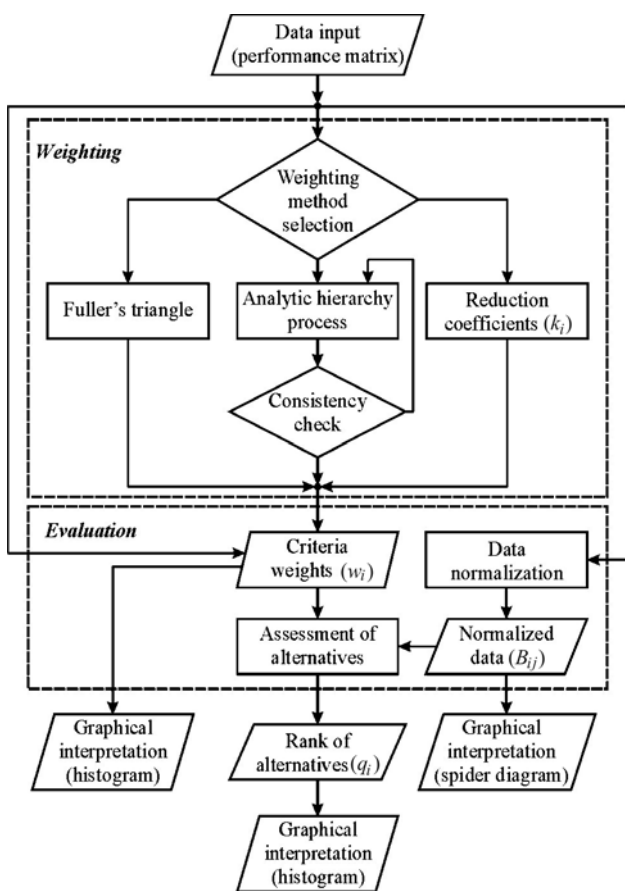 Data input
(performance matrix)
Weighting
Weighting
method
selection
Fuller's triangle
Analytic hierarchy
process
Reduction
coefficients (kᵢ)
Consistency
check
Evaluation
Criteria
weights (wᵢ)
Data
normalization
Assessment of
alternatives
Normalized
data (Bᵢⱼ)
Graphical
interpretation
(histogram)
Rank of
alternatives(qᵢ)
Graphical
interpretation
(spider diagram)
Graphical
interpretation
(histogram)